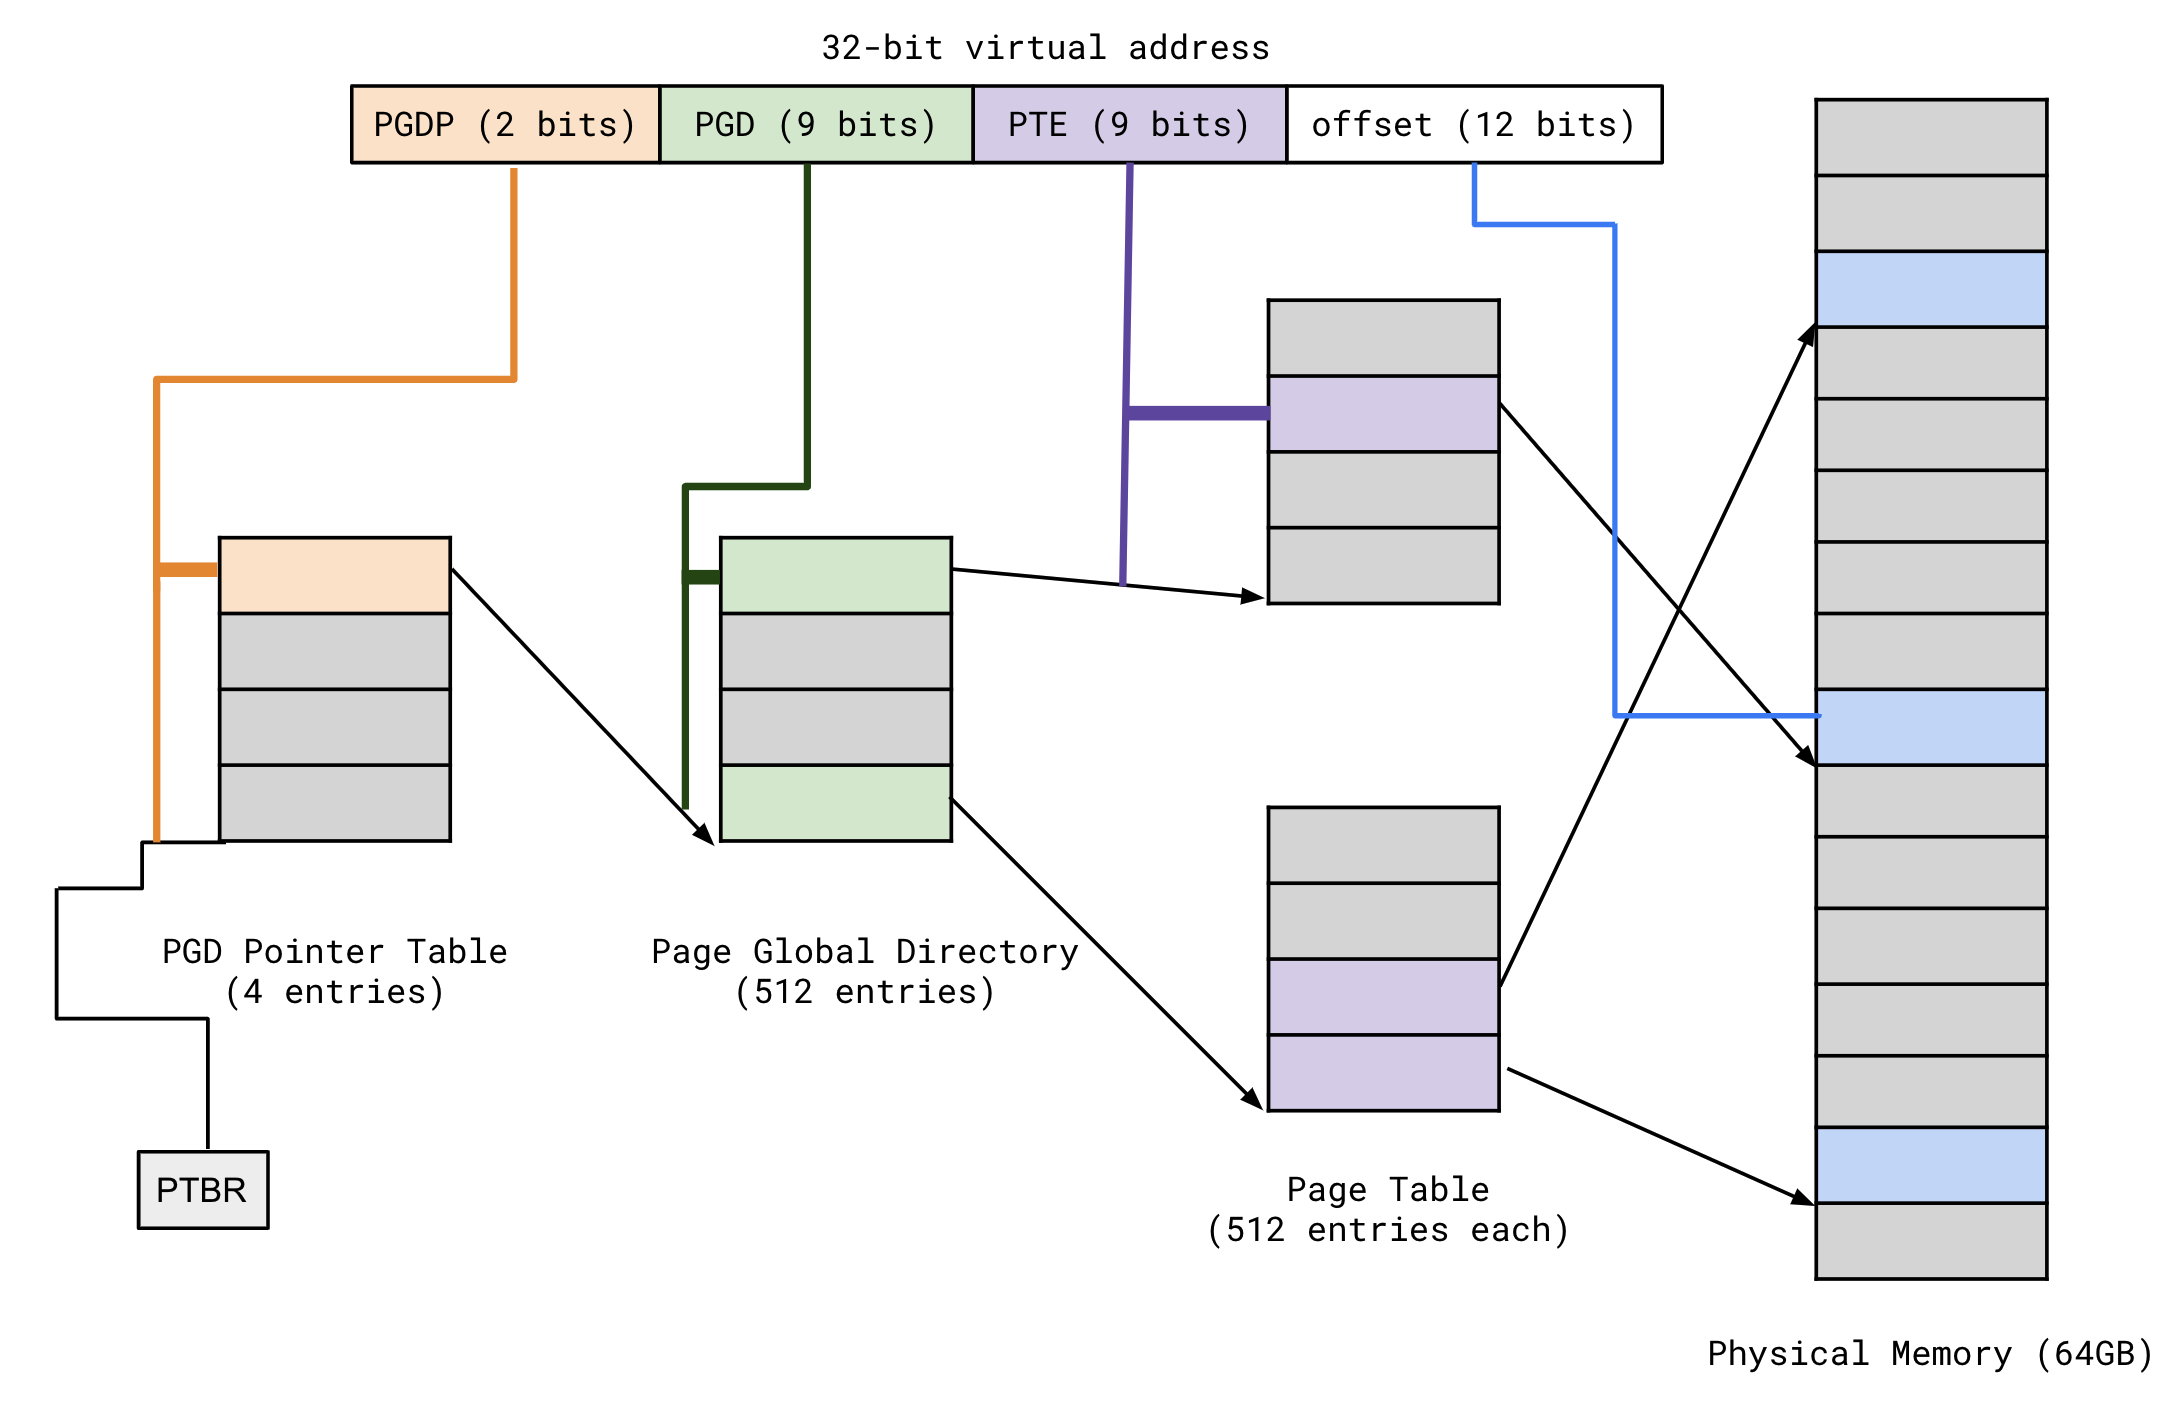 32-bit virtual address
PGDP (2 bits)
PGD (9 bits)
PTE (9 bits)
offset (12 bits)
PGD Pointer Table
(4 entries)
Page Global Directory
(512 entries)
PTBR
Page Table
(512 entries each)
Physical Memory (64GB)